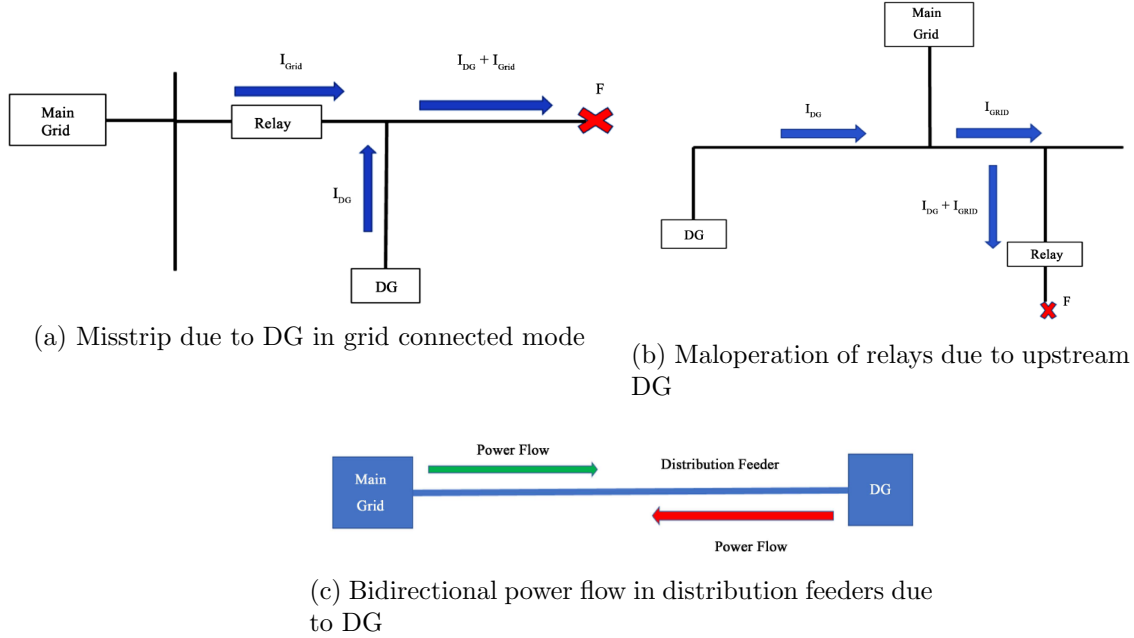 Main
Grid
I_Grid
Relay
I_DG + I_Grid
F
I_DG
DG
(a) Misstrip due to DG in grid connected mode
Main
Grid
I_DG
I_GRID
I_DG + I_GRID
DG
Relay
F
(b) Maloperation of relays due to upstream
DG
Main
Grid
Power Flow
Distribution Feeder
DG
Power Flow
(c) Bidirectional power flow in distribution feeders due
to DG